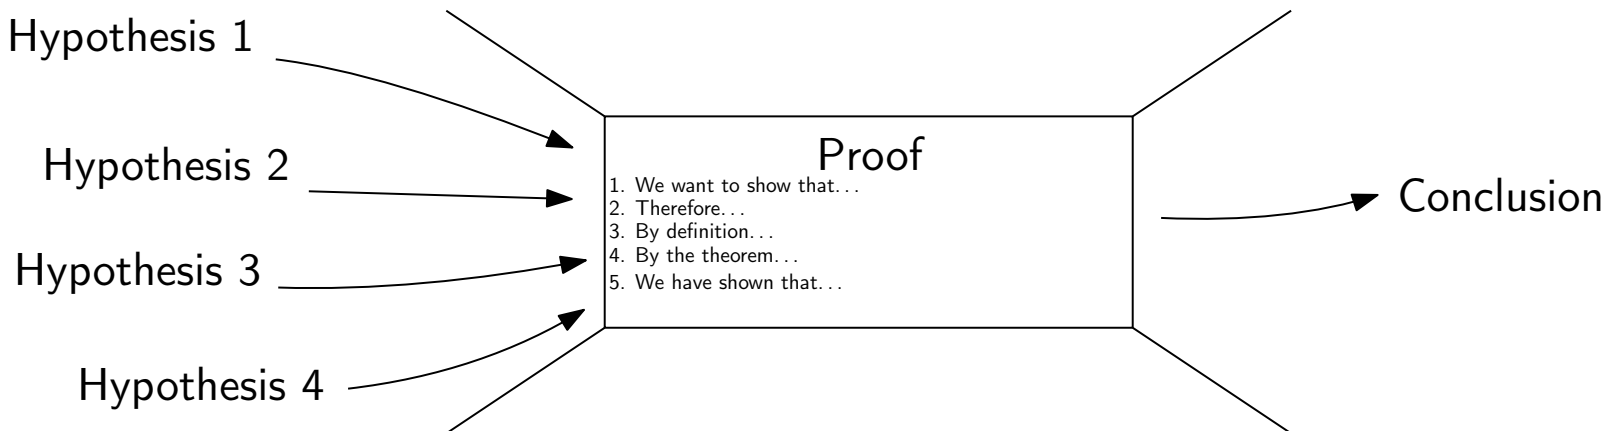 Hypothesis 1
Hypothesis 2
Hypothesis 3
Hypothesis 4
Proof
1. We want to show that...
2. Therefore...
3. By definition...
4. By the theorem...
5. We have shown that...
Conclusion